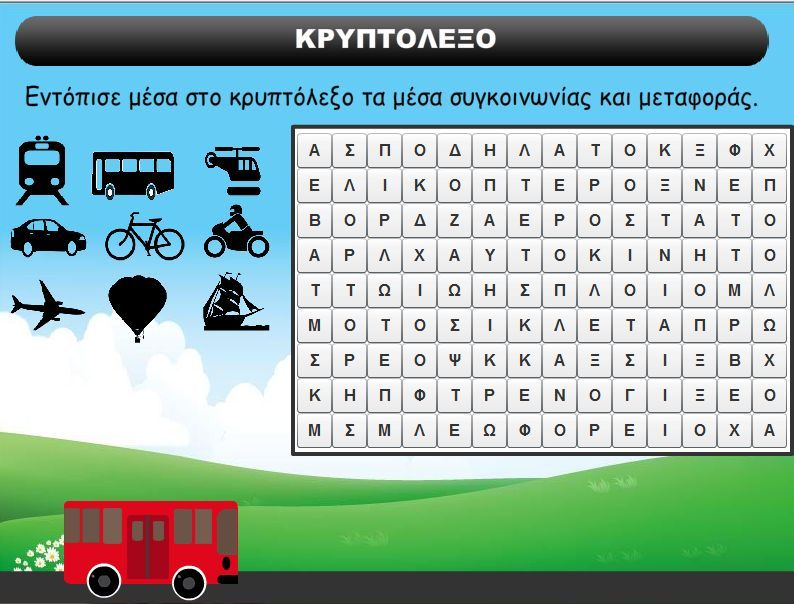 ΚΡΥΠΤΟΛΕΞΟ
Εντόπισε μέσα στο κρυπτόλεξο τα μέσα συγκοινωνίας και μεταφοράς.
Α Σ Π Ο Δ Η Λ Α Τ Ο Κ Ξ Φ Χ
Ε Λ Ι Κ Ο Π Τ Ε Ρ Ο Ξ Ν Ε Π
Β Ο Ρ Δ Ζ Α Ε Ρ Ο Σ Τ Α Τ Ο
Α Ρ Λ Χ Α Υ Τ Ο Κ Ι Ν Η Τ Ο
Τ Τ Ω Ι Ω Η Σ Π Λ Ο Ι Ο Μ Λ
Μ Ο Τ Ο Σ Ι Κ Λ Ε Τ Α Π Ρ Ω
Σ Ρ Ε Ο Ψ Κ Κ Α Ξ Σ Ι Ξ Β Χ
Κ Η Π Φ Τ Ρ Ε Ν Ο Γ Ι Ξ Ε Ο
Μ Σ Μ Λ Ε Ω Φ Ο Ρ Ε Ι Ο Χ Α